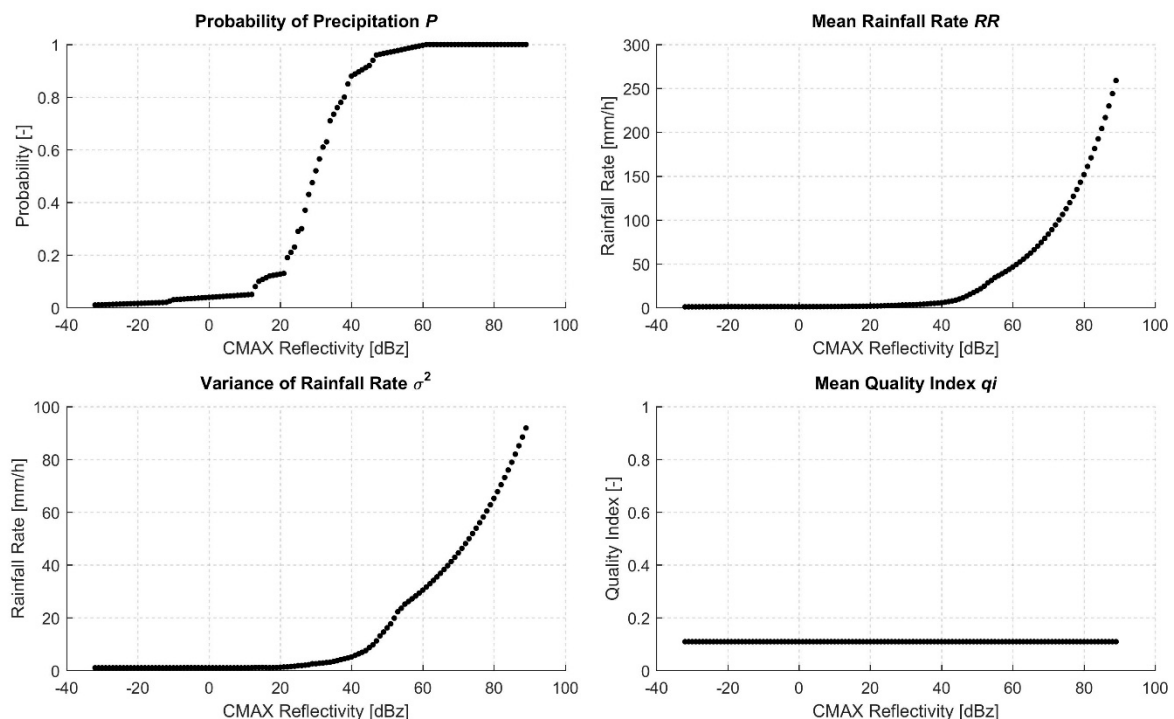 Probability of Precipitation P
1
0.8
0.6
0.4
0.2
0
Probability [-]
-40 -20 0 20 40 60 80 100
CMAX Reflectivity [dBz]
Mean Rainfall Rate RR
300
250
200
150
100
50
0
Rainfall Rate [mm/h]
-40 -20 0 20 40 60 80 100
CMAX Reflectivity [dBz]
Variance of Rainfall Rate σ²
100
80
60
40
20
0
Rainfall Rate [mm/h]
-40 -20 0 20 40 60 80 100
CMAX Reflectivity [dBz]
Mean Quality Index qi
1
0.8
0.6
0.4
0.2
0
Quality Index [-]
-40 -20 0 20 40 60 80 100
CMAX Reflectivity [dBz]